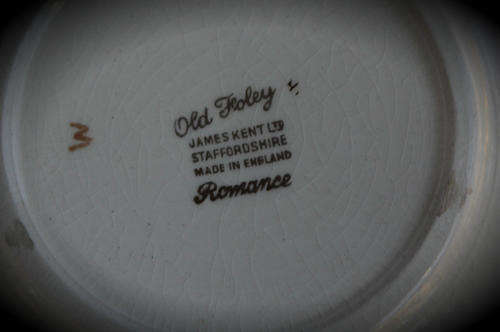 Old Foley
JAMES KENT LTD
STAFFORDSHIRE
MADE IN ENGLAND
Romance
W